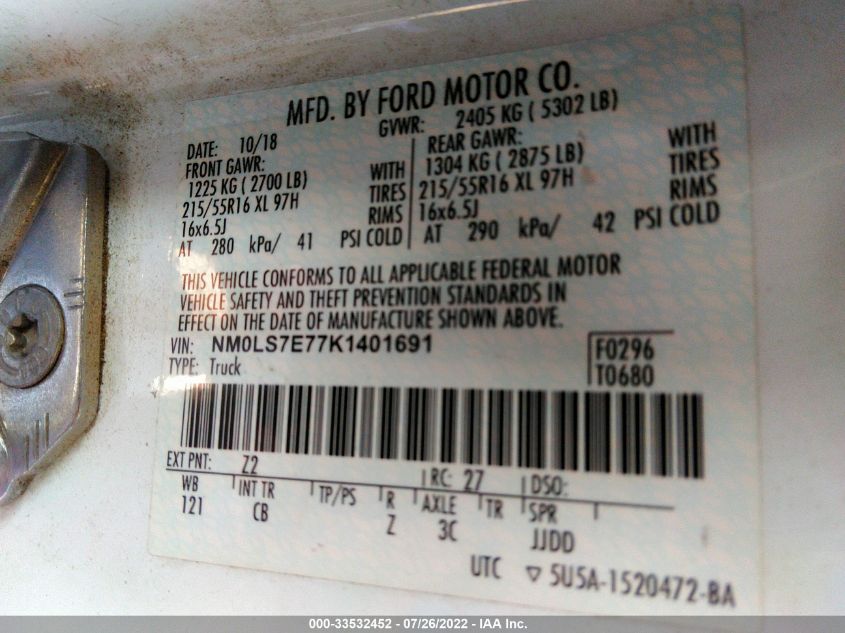 MFD. BY FORD MOTOR CO.
DATE: 10/18 GVWR: 2405 KG ( 5302 LB)
FRONT GAWR: REAR GAWR:
1225 KG ( 2700 LB) WITH 1304 KG ( 2875 LB) WITH
215/55R16 XL 97H TIRES 215/55R16 XL 97H TIRES
16x6.5J RIMS 16x6.5J RIMS
AT 280 kPa/ 41 PSI COLD AT 290 kPa/ 42 PSI COLD
THIS VEHICLE CONFORMS TO ALL APPLICABLE FEDERAL MOTOR
VEHICLE SAFETY AND THEFT PREVENTION STANDARDS IN
EFFECT ON THE DATE OF MANUFACTURE SHOWN ABOVE.
VIN: NM0LS7E77K1401691 F0296
TYPE: Truck T0680
EXT PNT: Z2 RC: 27 DSO:
WB INT TR TP/PS R AXLE TR SPR
121 CB Z 3C JJDD
UTC ▽ 5U5A-1520472-BA
000-33532452 - 07/26/2022 - IAA Inc.